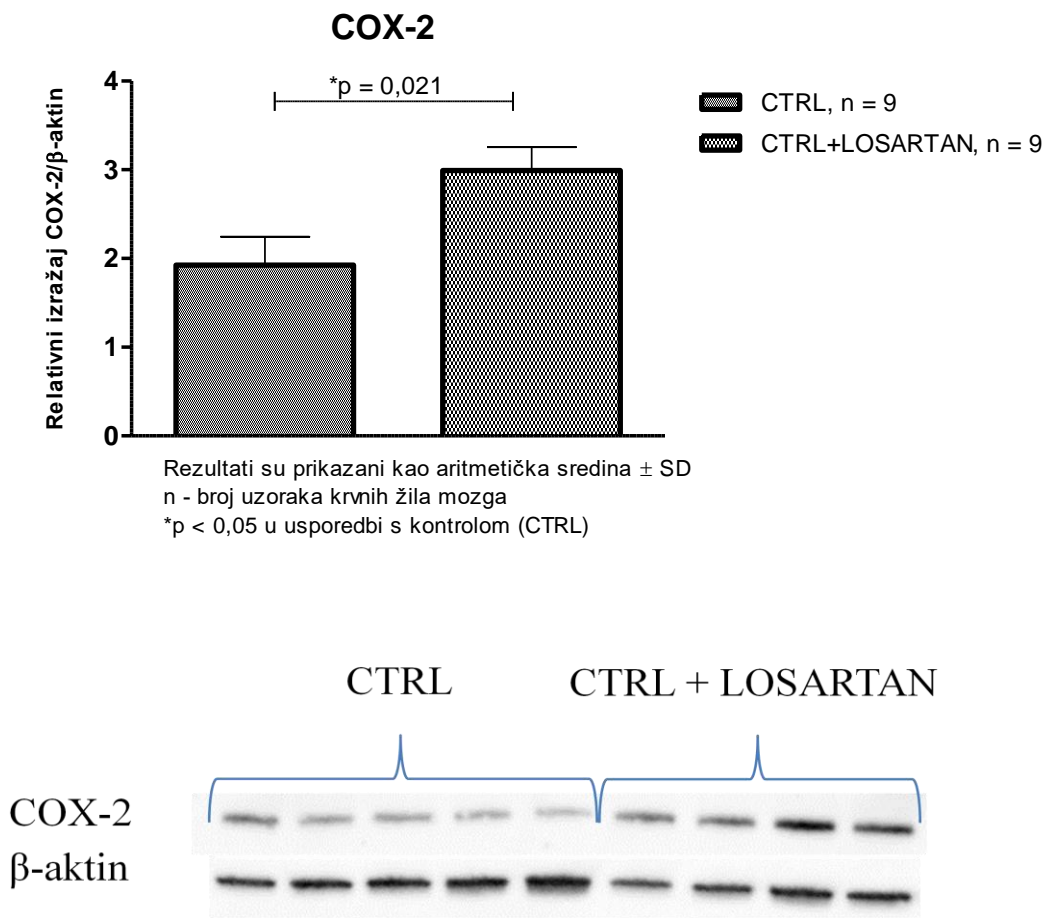 COX-2
Relativni izražaj COX-2/β-aktin
4
3
2
1
0
*p = 0,021
CTRL, n = 9
CTRL+LOSARTAN, n = 9
Rezultati su prikazani kao aritmetička sredina ± SD
n - broj uzoraka krvnih žila mozga
*p < 0,05 u usporedbi s kontrolom (CTRL)
CTRL
CTRL + LOSARTAN
COX-2
β-aktin